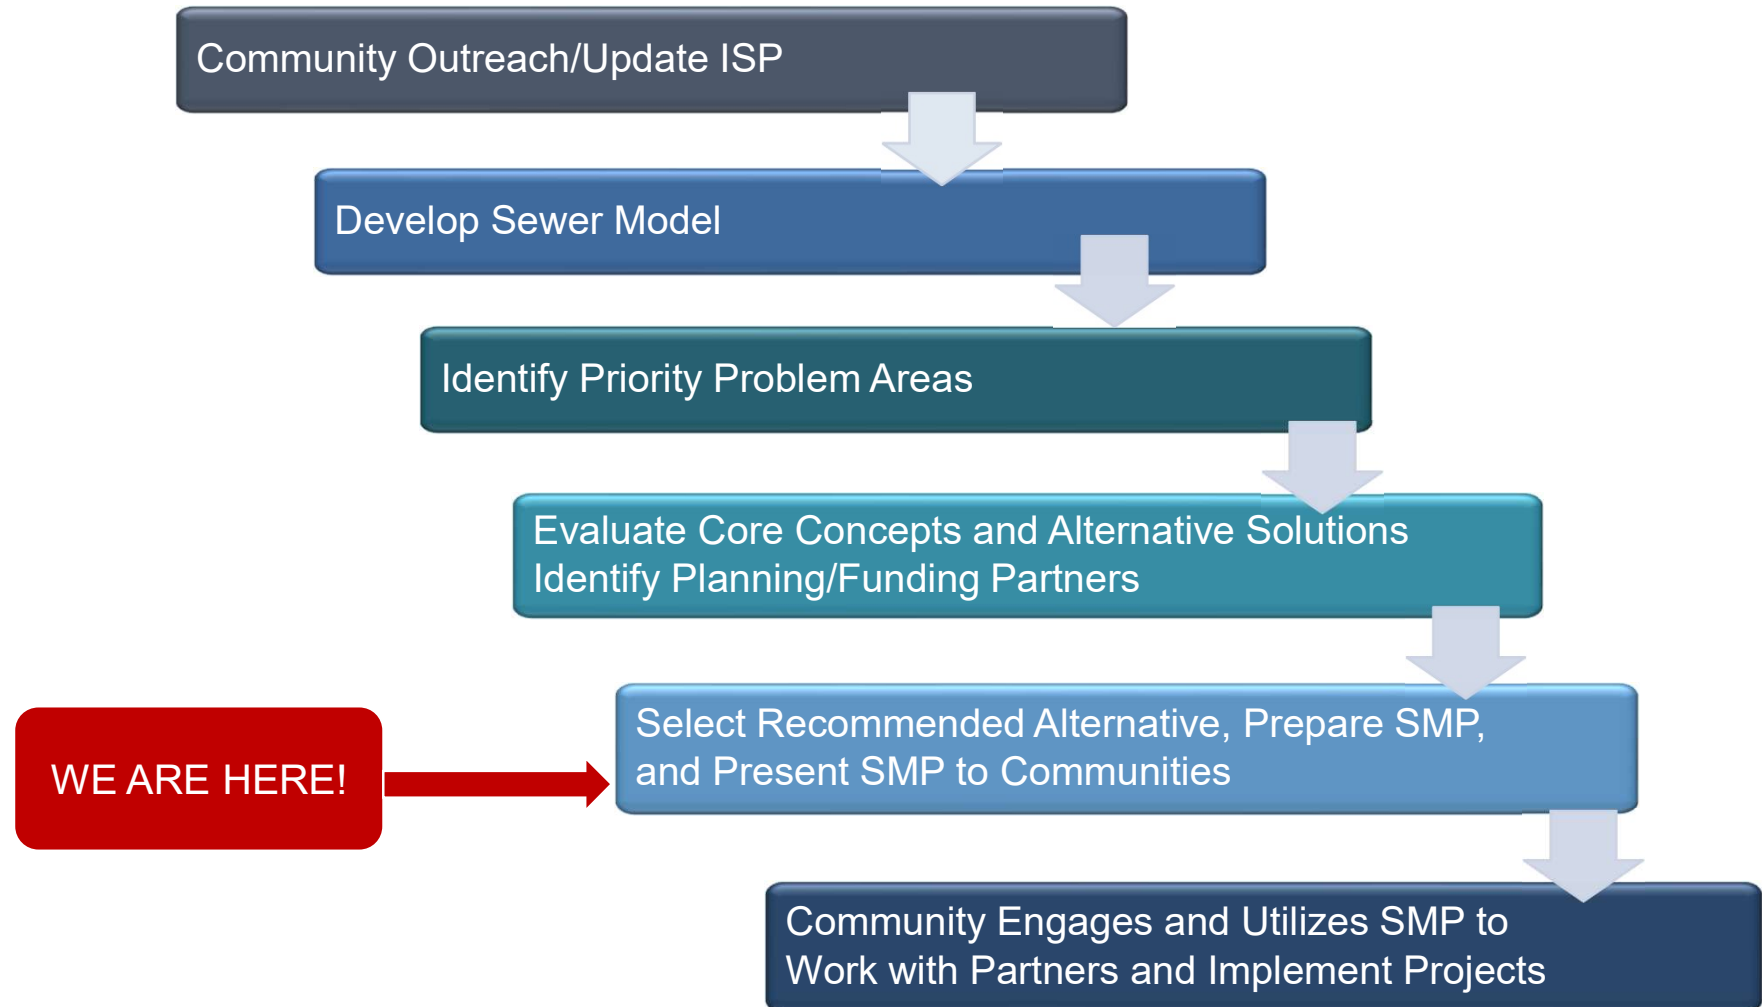 Community Outreach/Update ISP
Develop Sewer Model
Identify Priority Problem Areas
Evaluate Core Concepts and Alternative Solutions
Identify Planning/Funding Partners
WE ARE HERE!
Select Recommended Alternative, Prepare SMP,
and Present SMP to Communities
Community Engages and Utilizes SMP to
Work with Partners and Implement Projects